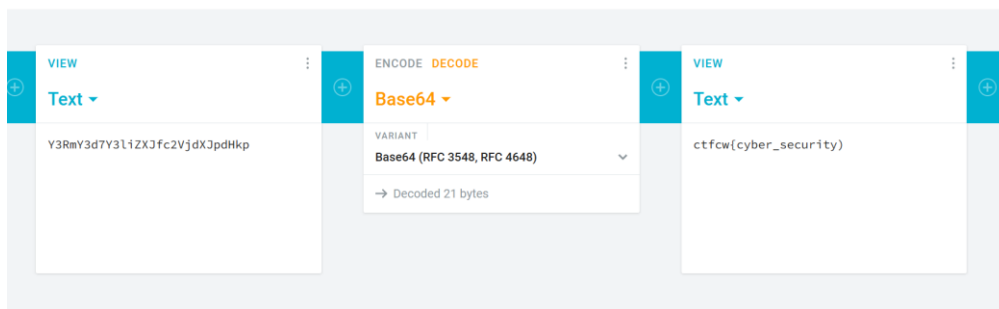 VIEW
Text
Y3RmY3d7Y3liZXJfc2VjdXJpdHkp
ENCODE DECODE
Base64
VARIANT
Base64 (RFC 3548, RFC 4648)
→ Decoded 21 bytes
VIEW
Text
ctfcw{cyber_security)